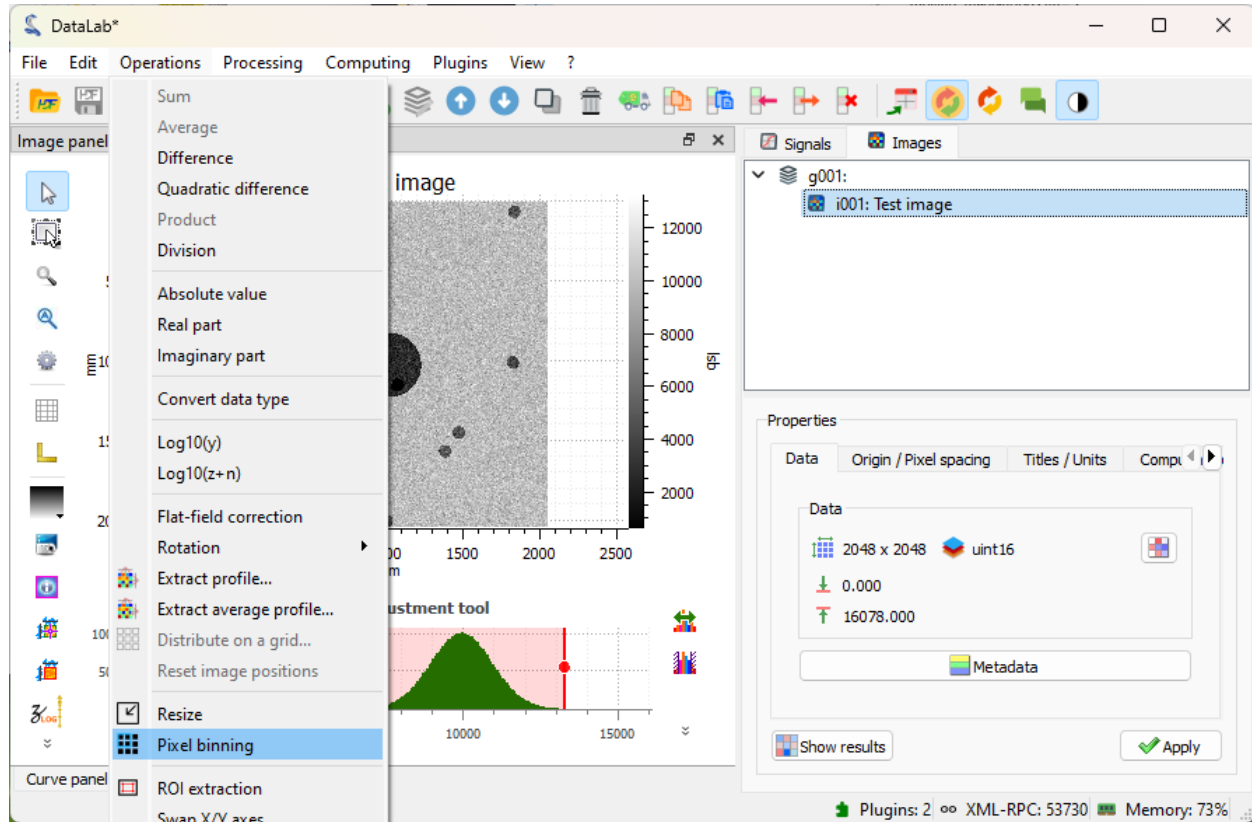 DataLab*
File Edit Operations Processing Computing Plugins View ?
Image panel
Sum
Average
Difference
Quadratic difference
Product
Division
Absolute value
Real part
Imaginary part
Convert data type
Log10(y)
Log10(z+n)
Flat-field correction
Rotation
Extract profile...
Extract average profile...
Distribute on a grid...
Reset image positions
Resize
Pixel binning
ROI extraction
Swap X/Y axes
image
12000
10000
8000
6000
4000
2000
lsb
mm
1500 2000 2500
m
ustment tool
10000 15000
Curve panel
Signals Images
g001:
i001: Test image
Properties
Data Origin / Pixel spacing Titles / Units Compu
Data
2048 x 2048 uint16
0.000
16078.000
Metadata
Show results Apply
Plugins: 2 XML-RPC: 53730 Memory: 73%